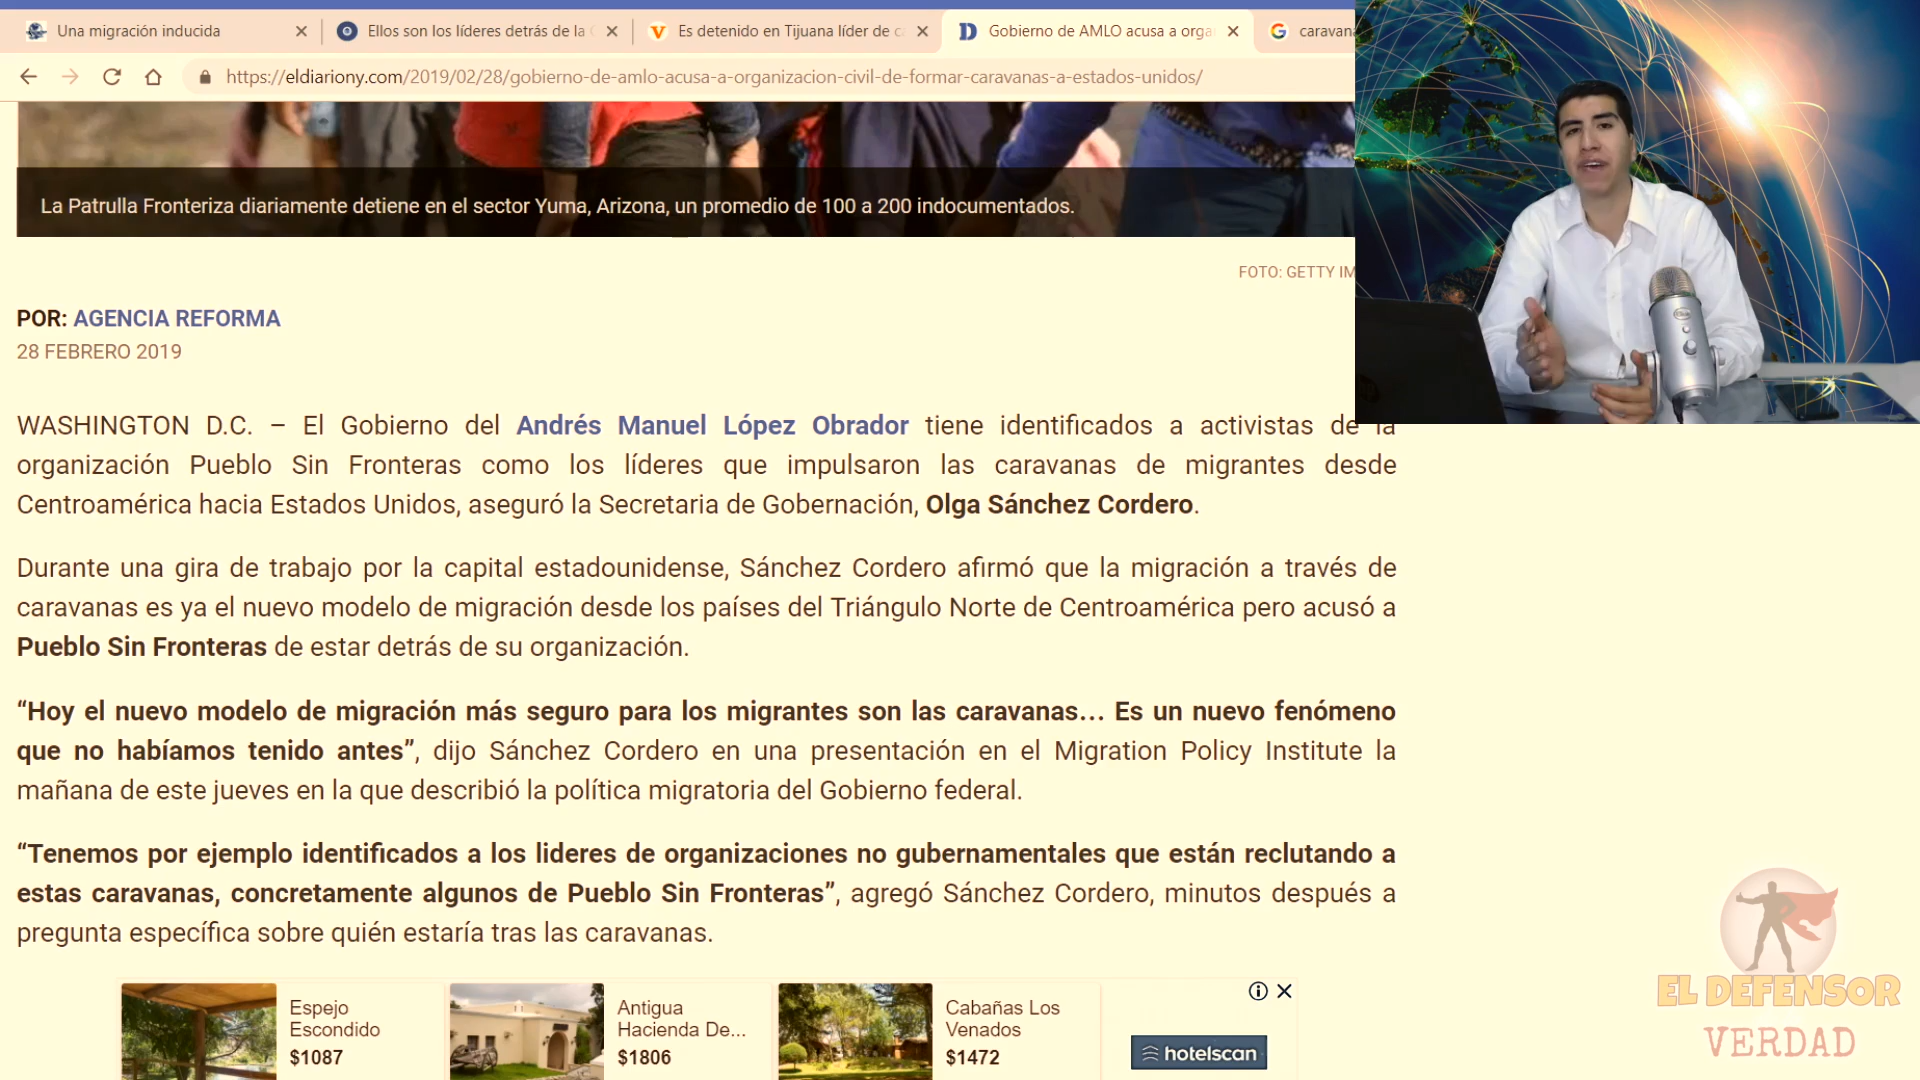 Una migración inducida
Ellos son los líderes detrás de la
Es detenido en Tijuana líder de c
Gobierno de AMLO acusa a orga
caravana
https://eldiariony.com/2019/02/28/gobierno-de-amlo-acusa-a-organizacion-civil-de-formar-caravanas-a-estados-unidos/
La Patrulla Fronteriza diariamente detiene en el sector Yuma, Arizona, un promedio de 100 a 200 indocumentados.
FOTO: GETTY IM
POR: AGENCIA REFORMA
28 FEBRERO 2019
WASHINGTON D.C. – El Gobierno del Andrés Manuel López Obrador tiene identificados a activistas de la
organización Pueblo Sin Fronteras como los líderes que impulsaron las caravanas de migrantes desde
Centroamérica hacia Estados Unidos, aseguró la Secretaria de Gobernación, Olga Sánchez Cordero.
Durante una gira de trabajo por la capital estadounidense, Sánchez Cordero afirmó que la migración a través de
caravanas es ya el nuevo modelo de migración desde los países del Triángulo Norte de Centroamérica pero acusó a
Pueblo Sin Fronteras de estar detrás de su organización.
“Hoy el nuevo modelo de migración más seguro para los migrantes son las caravanas… Es un nuevo fenómeno
que no habíamos tenido antes”, dijo Sánchez Cordero en una presentación en el Migration Policy Institute la
mañana de este jueves en la que describió la política migratoria del Gobierno federal.
“Tenemos por ejemplo identificados a los lideres de organizaciones no gubernamentales que están reclutando a
estas caravanas, concretamente algunos de Pueblo Sin Fronteras”, agregó Sánchez Cordero, minutos después a
pregunta específica sobre quién estaría tras las caravanas.
Espejo
Escondido
$1087
Antigua
Hacienda De...
$1806
Cabañas Los
Venados
$1472
hotelscan
EL DEFENSOR
VERDAD